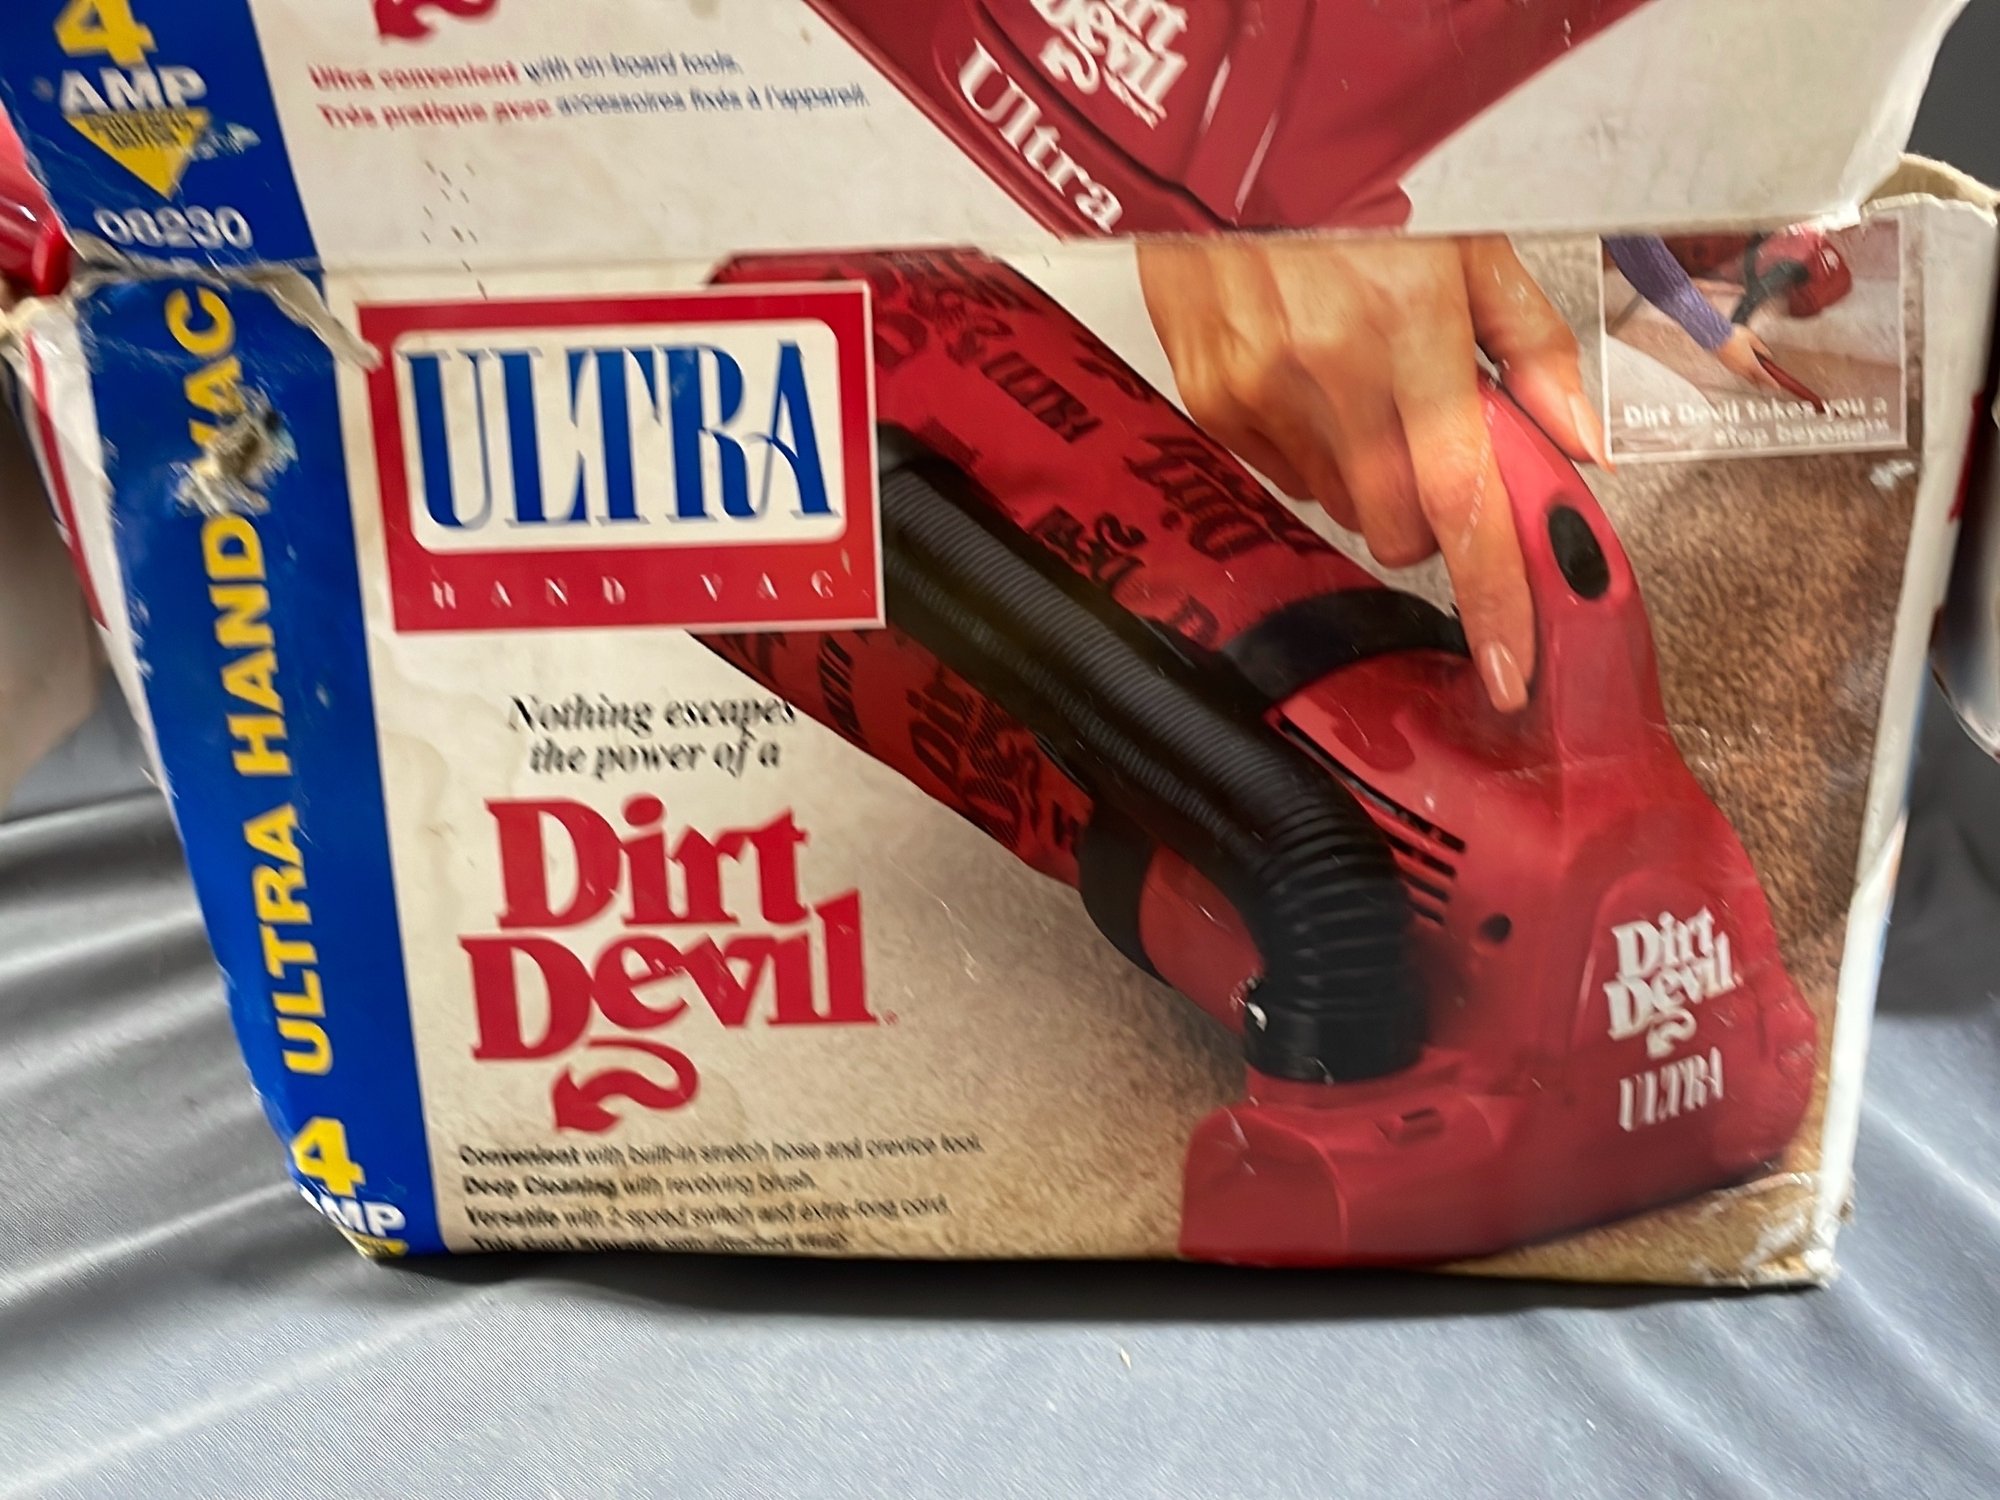 4
AMP
08230
Ultra convenient with on-board tools.
Très pratique avec accessoires fixés à l'appareil.
Dirt
Devil
Ultra
4 AMP ULTRA HAND VAC
ULTRA
HAND VAC
Nothing escapes
the power of a
Dirt
Devil
Convenient with built-in stretch hose and crevice tool.
Deep Cleaning with revolving brush.
Versatile with 2-speed switch and extra-long cord.
Dirt Devil takes you a
step beyond
Dirt
Devil
ULTRA